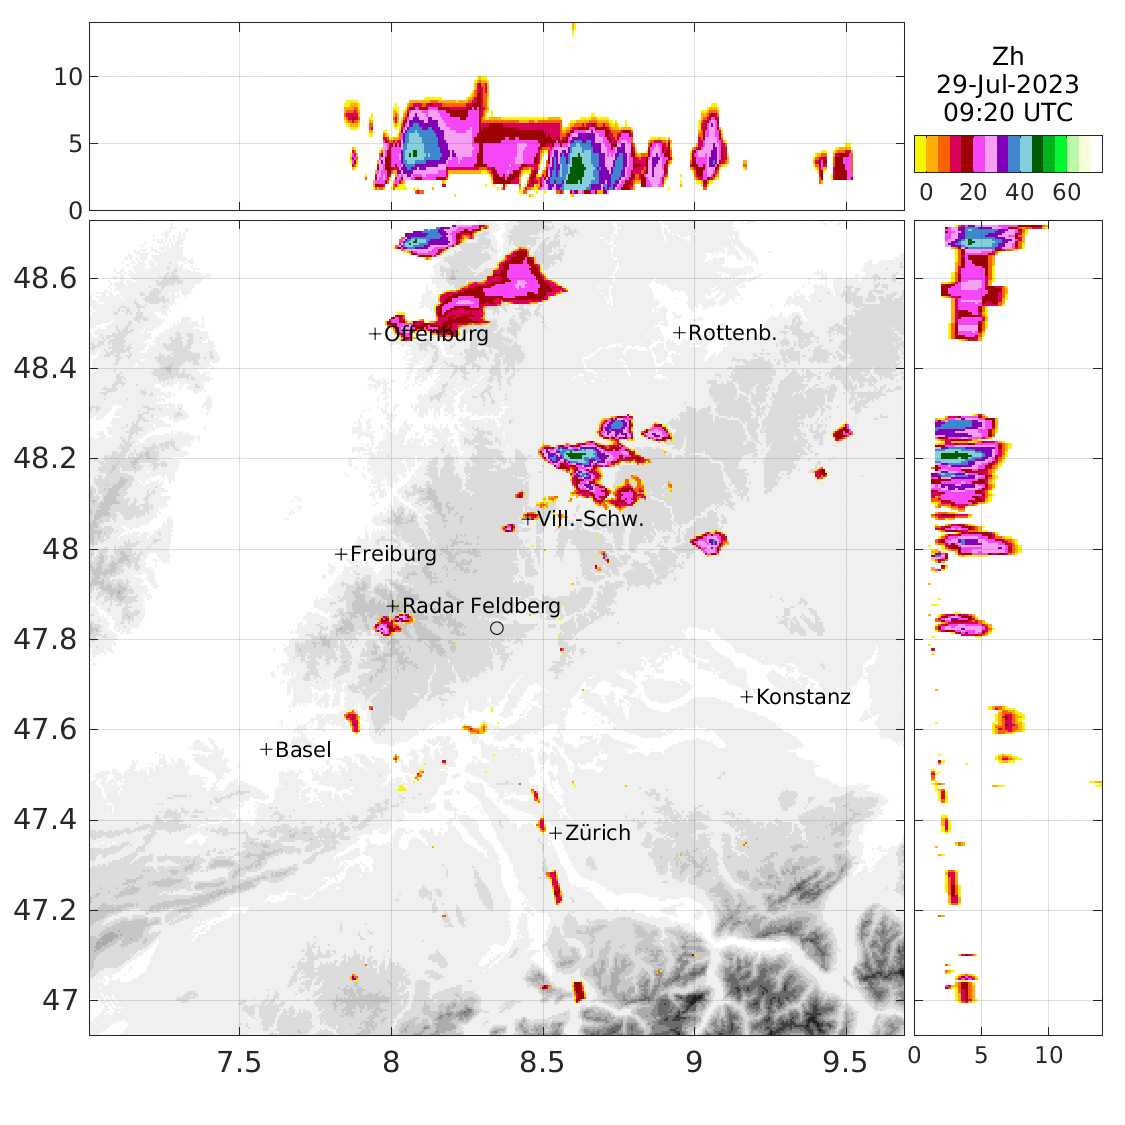 Zh
29-Jul-2023
09:20 UTC
0 20 40 60
10
5
0
48.6
48.4
48.2
48
47.8
47.6
47.4
47.2
47
+Offenburg
+Rottenb.
+Vill.-Schw.
+Freiburg
+Radar Feldberg
+Konstanz
+Basel
+Zürich
7.5 8 8.5 9 9.5
0 5 10